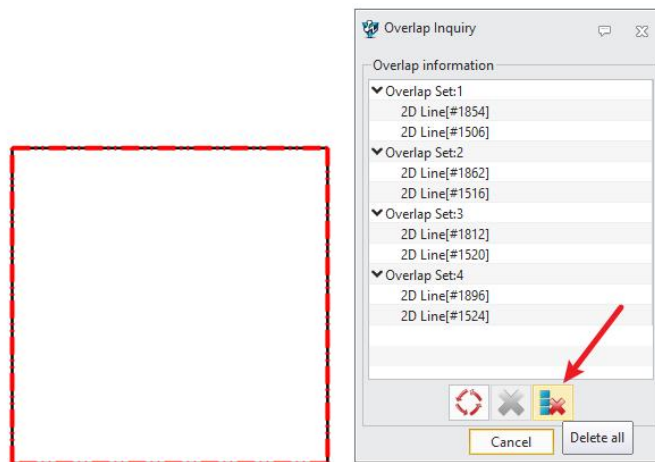 Overlap Inquiry
Overlap information
Overlap Set:1
2D Line[#1854]
2D Line[#1506]
Overlap Set:2
2D Line[#1862]
2D Line[#1516]
Overlap Set:3
2D Line[#1812]
2D Line[#1520]
Overlap Set:4
2D Line[#1896]
2D Line[#1524]
Cancel
Delete all